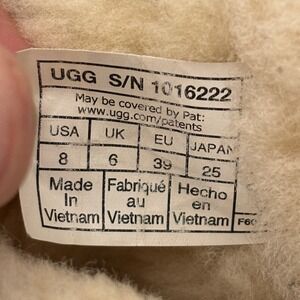 UGG S/N 1016222
May be covered by Pat:
www.ugg.com/patents
USA UK EU JAPAN
8 6 39 25
Made Fabriqué Hecho
In au en
Vietnam Vietnam Vietnam